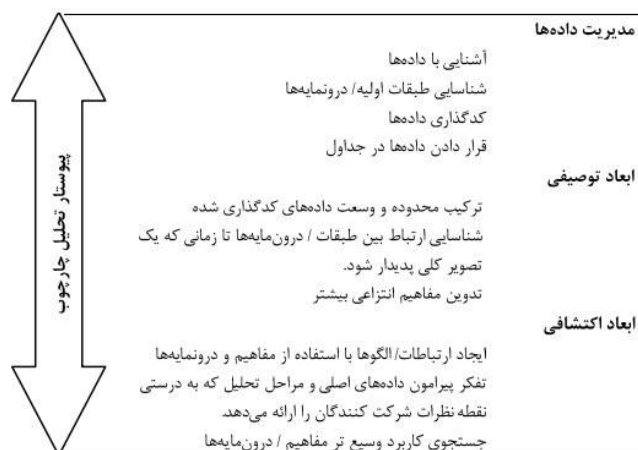 مدیریت داده‌ها
آشنایی با داده‌ها
شناسایی طبقات اولیه/ درونمایه‌ها
کدگذاری داده‌ها
قرار دادن داده‌ها در جداول
ابعاد توصیفی
ترکیب محدوده و وسعت داده‌های کدگذاری شده
شناسایی ارتباط بین طبقات / درون‌مایه‌ها تا زمانی که یک
تصویر کلی پدیدار شود.
تدوین مفاهیم انتزاعی بیشتر
ابعاد اکتشافی
ایجاد ارتباطات/ الگوها با استفاده از مفاهیم و درونمایه‌ها
تفکر پیرامون داده‌های اصلی و مراحل تحلیل که به درستی
نقطه نظرات شرکت کنندگان را ارائه می‌دهد.
جستجوی کاربرد وسیع تر مفاهیم / درون‌مایه‌ها
پیوستار تحلیل چارچوب